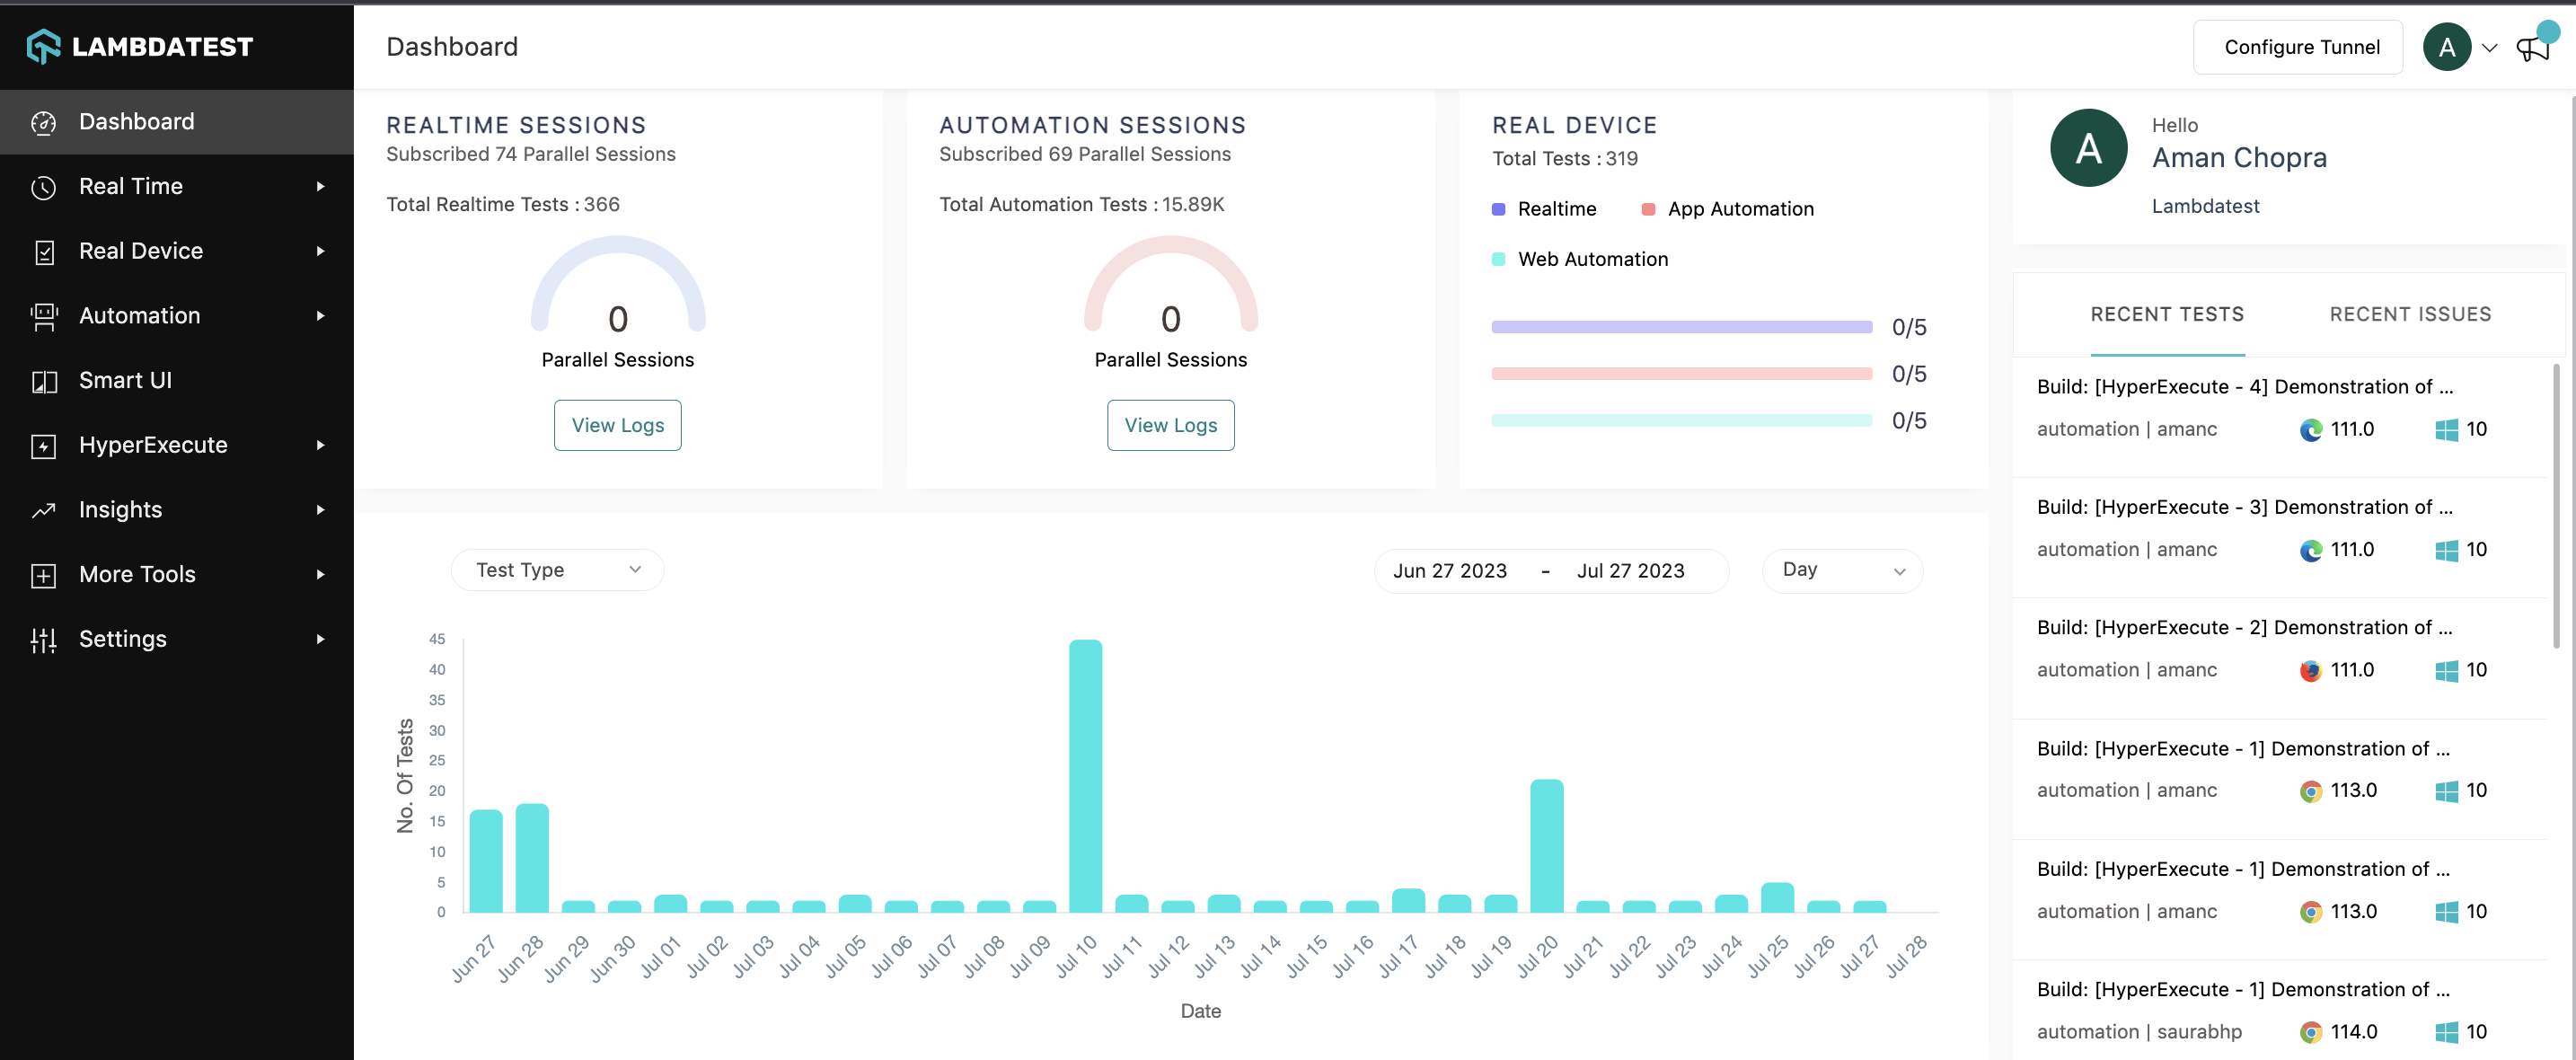 LAMBDATEST
Dashboard
Real Time
Real Device
Automation
Smart UI
HyperExecute
Insights
More Tools
Settings
Dashboard
Configure Tunnel
A
REALTIME SESSIONS
Subscribed 74 Parallel Sessions
Total Realtime Tests : 366
0
Parallel Sessions
View Logs
AUTOMATION SESSIONS
Subscribed 69 Parallel Sessions
Total Automation Tests : 15.89K
0
Parallel Sessions
View Logs
REAL DEVICE
Total Tests : 319
Realtime App Automation
Web Automation
0/5
0/5
0/5
A
Hello
Aman Chopra
Lambdatest
Test Type
Jun 27 2023 - Jul 27 2023
Day
No. Of Tests
45
40
35
30
25
20
15
10
5
0
Jun 27 Jun 28 Jun 29 Jun 30 Jul 01 Jul 02 Jul 03 Jul 04 Jul 05 Jul 06 Jul 07 Jul 08 Jul 09 Jul 10 Jul 11 Jul 12 Jul 13 Jul 14 Jul 15 Jul 16 Jul 17 Jul 18 Jul 19 Jul 20 Jul 21 Jul 22 Jul 23 Jul 24 Jul 25 Jul 26 Jul 27 Jul 28
Date
RECENT TESTS RECENT ISSUES
Build: [HyperExecute - 4] Demonstration of ...
automation | amanc 111.0 10
Build: [HyperExecute - 3] Demonstration of ...
automation | amanc 111.0 10
Build: [HyperExecute - 2] Demonstration of ...
automation | amanc 111.0 10
Build: [HyperExecute - 1] Demonstration of ...
automation | amanc 113.0 10
Build: [HyperExecute - 1] Demonstration of ...
automation | amanc 113.0 10
Build: [HyperExecute - 1] Demonstration of ...
automation | saurabhp 114.0 10